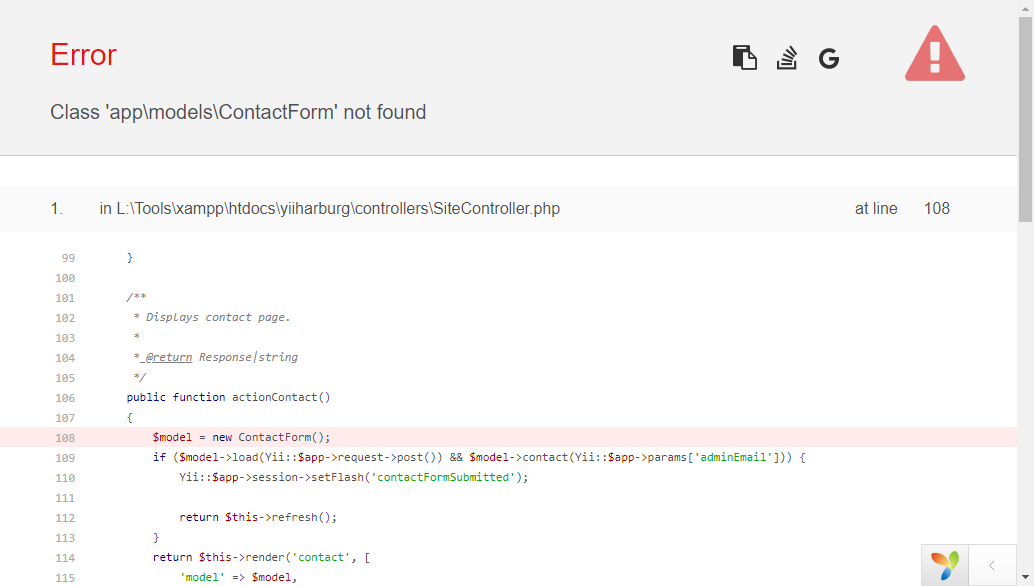 Error
Class 'app\models\ContactForm' not found
1. in L:\Tools\xampp\htdocs\yiiharburg\controllers\SiteController.php at line 108
99 }
100
101 /**
102 * Displays contact page.
103 *
104 * @return Response|string
105 */
106 public function actionContact()
107 {
108 $model = new ContactForm();
109 if ($model->load(Yii::$app->request->post()) && $model->contact(Yii::$app->params['adminEmail'])) {
110 Yii::$app->session->setFlash('contactFormSubmitted');
111
112 return $this->refresh();
113 }
114 return $this->render('contact', [
115 'model' => $model,